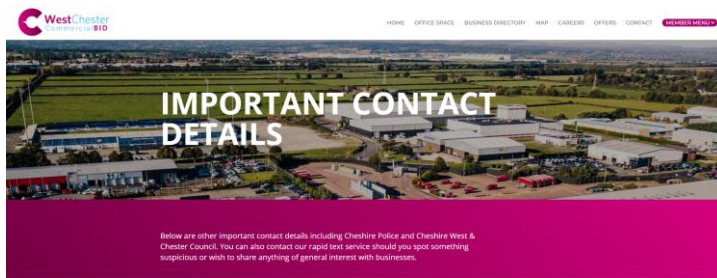 WestChester
CommercialBID
HOME OFFICE SPACE BUSINESS DIRECTORY MAP CAREERS OFFERS CONTACT MEMBER MENU
IMPORTANT CONTACT
DETAILS
Below are other important contact details including Cheshire Police and Cheshire West &
Chester Council. You can also contact our rapid text service should you spot something
suspicious or wish to share anything of general interest with businesses.